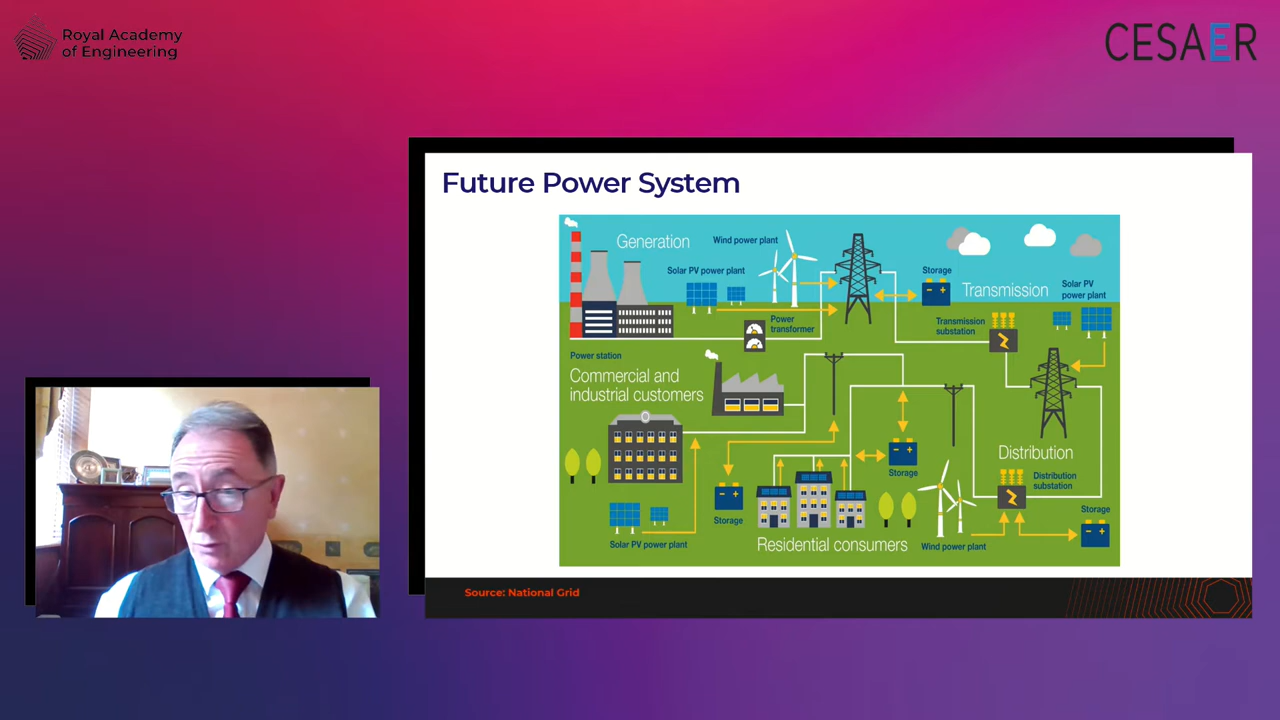 Royal Academy
of Engineering
CESAER
Future Power System
Generation
Wind power plant
Solar PV power plant
Storage
Transmission
Solar PV
power plant
Power
transformer
Transmission
substation
Power station
Commercial and
industrial customers
Distribution
Storage
Distribution
substation
Storage
Storage
Solar PV power plant
Residential consumers
Wind power plant
Source: National Grid